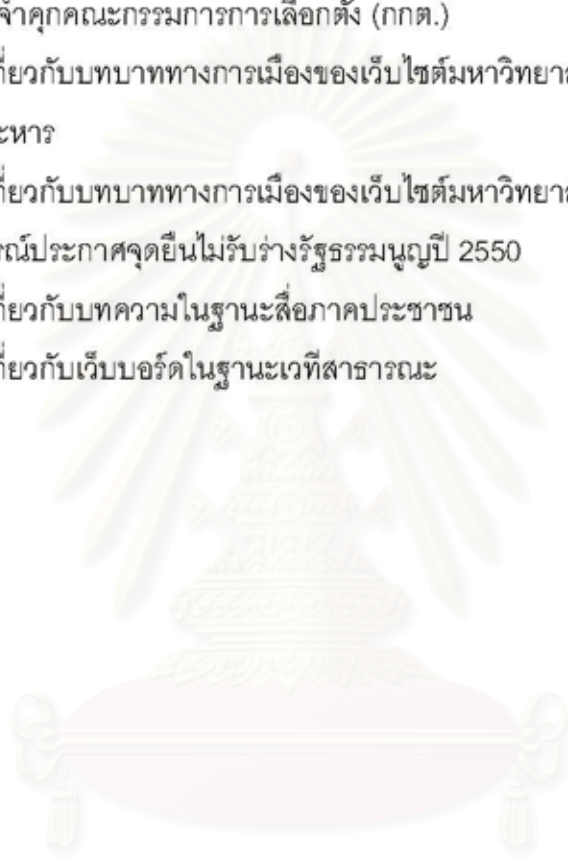 จำคุกคณะกรรมการการเลือกตั้ง (กกต.)
กี่ยวกับบทบาททางการเมืองของเว็บไซต์มหาวิทยาล
ะหาร
กี่ยวกับบทบาททางการเมืองของเว็บไซต์มหาวิทยาล
รณ์ประกาศจุดยืนไม่รับร่างรัฐธรรมนูญปี 2550
กี่ยวกับบทความในฐานะสื่อภาคประชาชน
กี่ยวกับเว็บบอร์ดในฐานะเวทีสาธารณะ